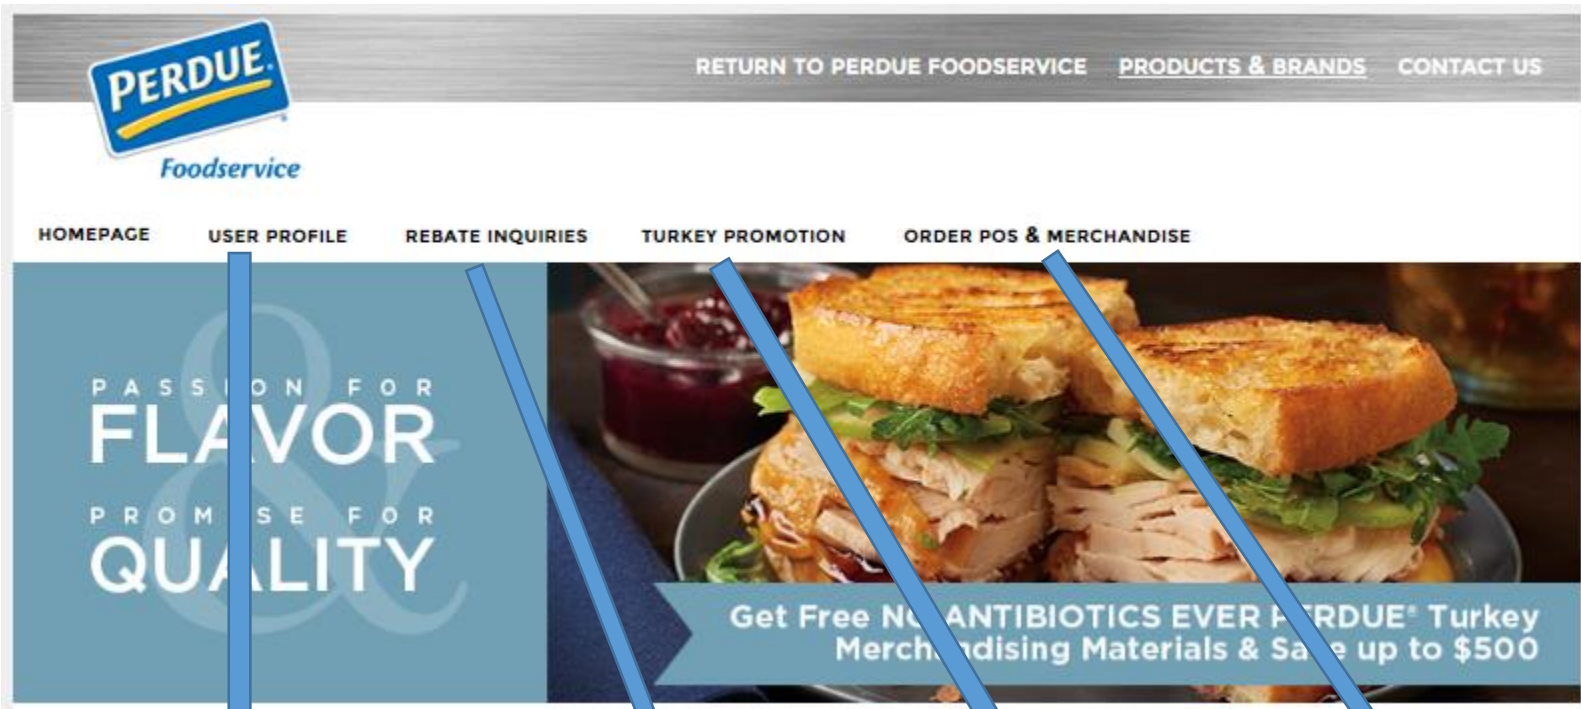 PERDUE
Foodservice
RETURN TO PERDUE FOODSERVICE PRODUCTS & BRANDS CONTACT US
HOMEPAGE USER PROFILE REBATE INQUIRIES TURKEY PROMOTION ORDER POS & MERCHANDISE
&
PASSION FOR
FLAVOR
PROMISE FOR
QUALITY
Get Free NO ANTIBIOTICS EVER PERDUE® Turkey
Merchandising Materials & Save up to $500